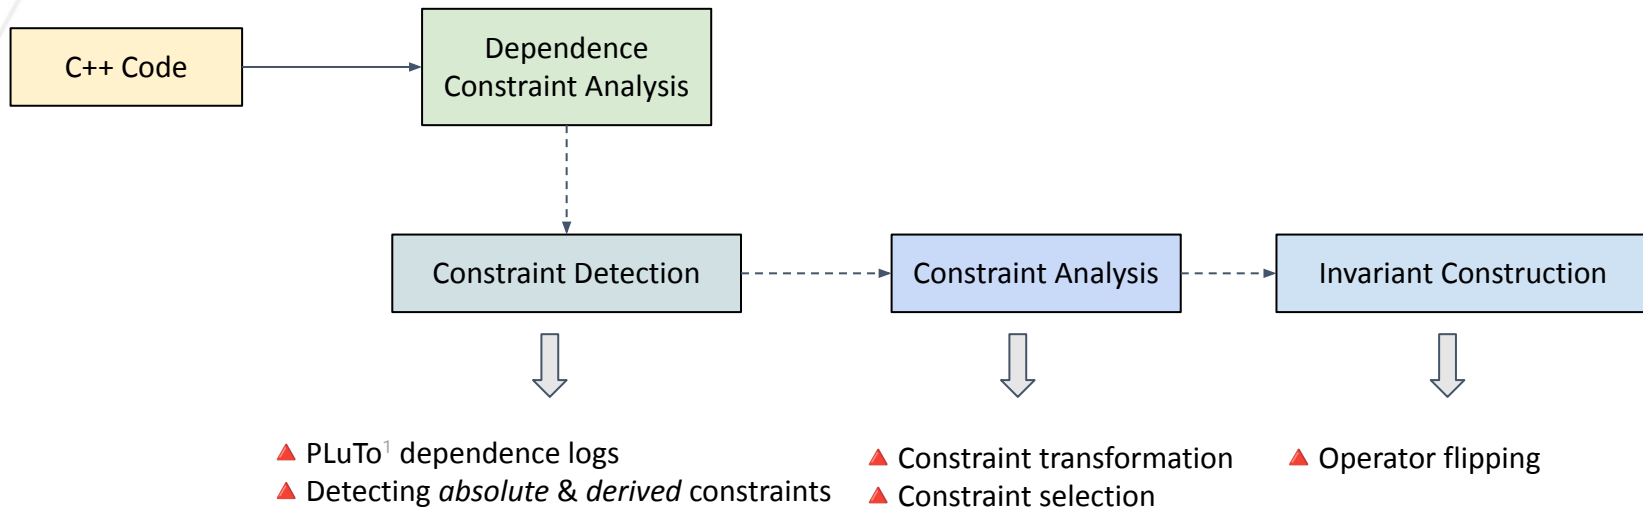 C++ Code
Dependence
Constraint Analysis
Constraint Detection
Constraint Analysis
Invariant Construction
PLuTo¹ dependence logs
Detecting absolute & derived constraints
Constraint transformation
Constraint selection
Operator flipping